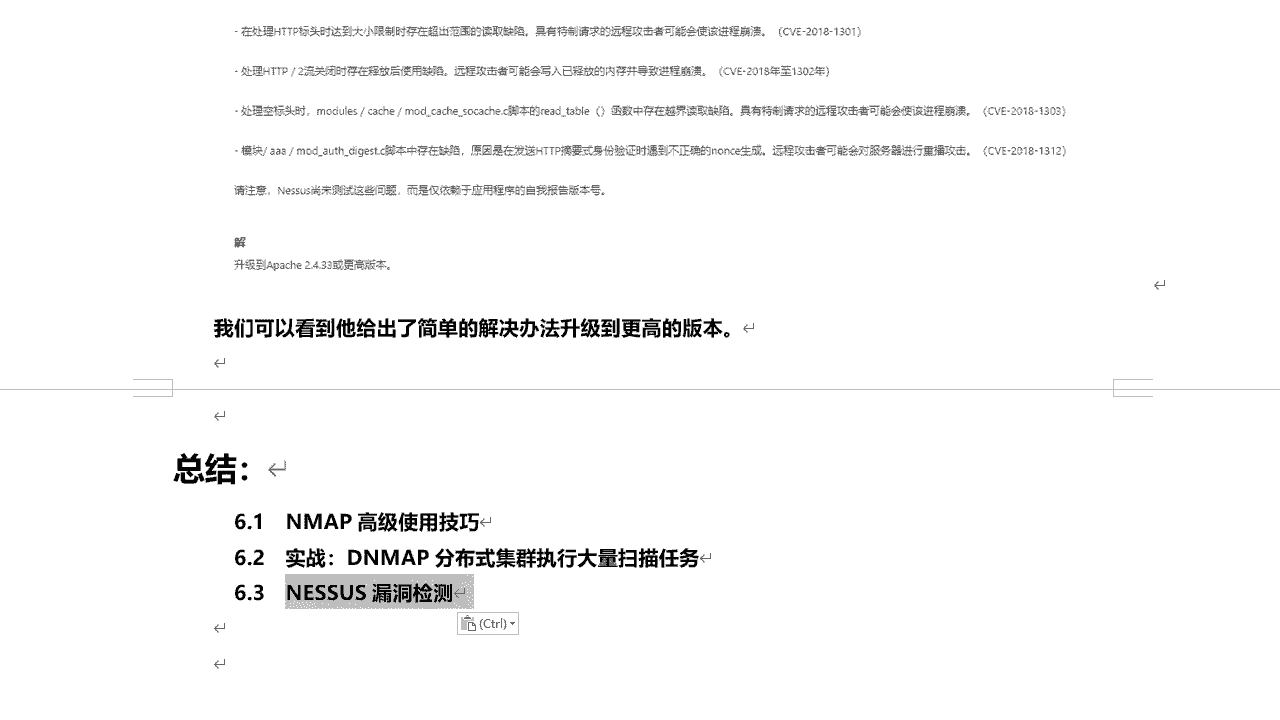 - 在处理HTTP标头时达到大小限制时存在超出范围的读取缺陷。具有特制请求的远程攻击者可能会使该进程崩溃。（CVE-2018-1301）
- 处理HTTP / 2流关闭时存在释放后使用缺陷。远程攻击者可能会写入已释放的内存并导致进程崩溃。（CVE-2018年至1302年）
- 处理空标头时，modules / cache / mod_cache_socache.c脚本的read_table（）函数中存在越界读取缺陷。具有特制请求的远程攻击者可能会使该进程崩溃。（CVE-2018-1303）
- 模块/ aaa / mod_auth_digest.c脚本中存在缺陷，原因是在发送HTTP摘要式身份验证时遇到不正确的nonce生成。远程攻击者可能会对服务器进行重播攻击。（CVE-2018-1312）
请注意，Nessus尚未测试这些问题，而是仅依赖于应用程序的自我报告版本号。
解
升级到Apache 2.4.33或更高版本。
我们可以看到他给出了简单的解决办法升级到更高的版本。
总结：
6.1 NMAP 高级使用技巧
6.2 实战：DNMAP 分布式集群执行大量扫描任务
6.3 NESSUS 漏洞检测
(Ctrl)